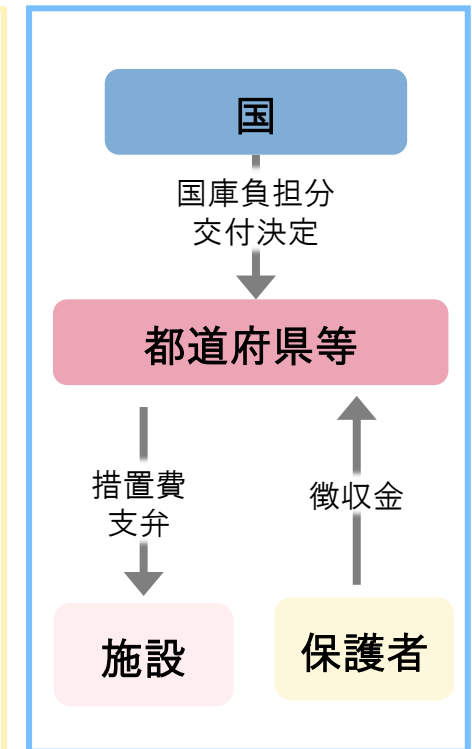 国
国庫負担分
交付決定
都道府県等
措置費
支弁
徴収金
施設
保護者